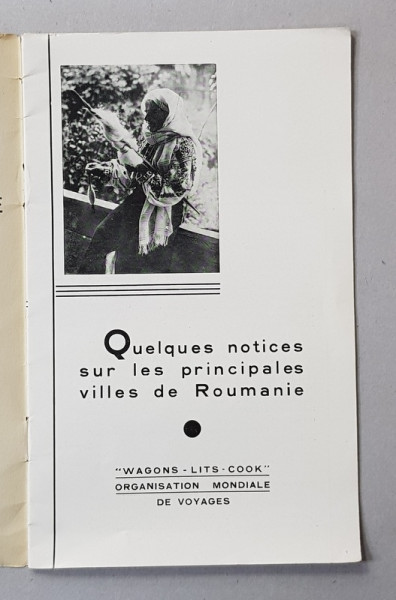 Quelques notices
sur les principales
villes de Roumanie
"WAGONS-LITS-COOK"
ORGANISATION MONDIALE
DE VOYAGES